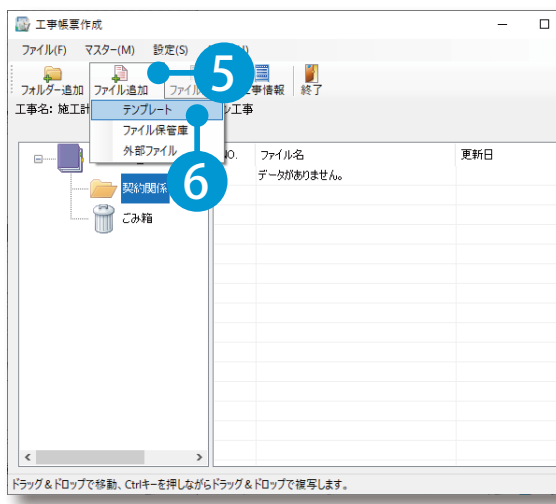 工事帳票作成
ファイル(F) マスター(M) 設定(S)
フォルダー追加 ファイル追加 ファイル 事情報 終了
5
工事名: 施工計 ル工事
テンプレート
ファイル保管庫
外部ファイル
6
NO. ファイル名 更新日
データがありません。
契約関係
ごみ箱
ドラッグ&ドロップで移動、Ctrlキーを押しながらドラッグ&ドロップで複写します。